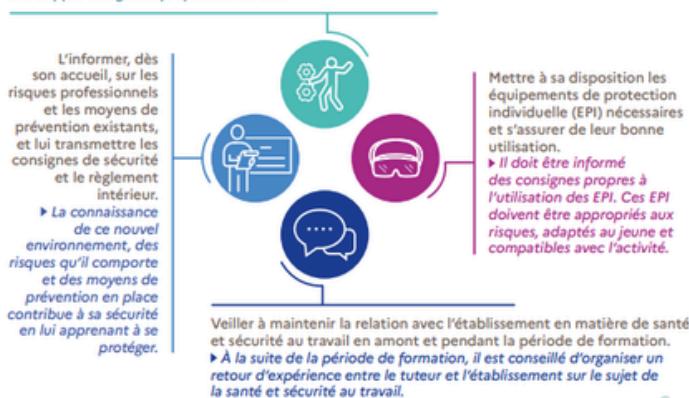 L'informer, dès
son accueil, sur les
risques professionnels
et les moyens de
prévention existants,
et lui transmettre les
consignes de sécurité
et le règlement
intérieur.
▸ La connaissance
de ce nouvel
environnement, des
risques qu'il comporte
et des moyens de
prévention en place
contribue à sa sécurité
en lui apprenant à se
protéger.
Mettre à sa disposition les
équipements de protection
individuelle (EPI) nécessaires
et s'assurer de leur bonne
utilisation.
▸ Il doit être informé
des consignes propres à
l'utilisation des EPI. Ces EPI
doivent être appropriés aux
risques, adaptés au jeune et
compatibles avec l'activité.
Veiller à maintenir la relation avec l'établissement en matière de santé
et sécurité au travail en amont et pendant la période de formation.
▸ À la suite de la période de formation, il est conseillé d'organiser un
retour d'expérience entre le tuteur et l'établissement sur le sujet de
la santé et sécurité au travail.